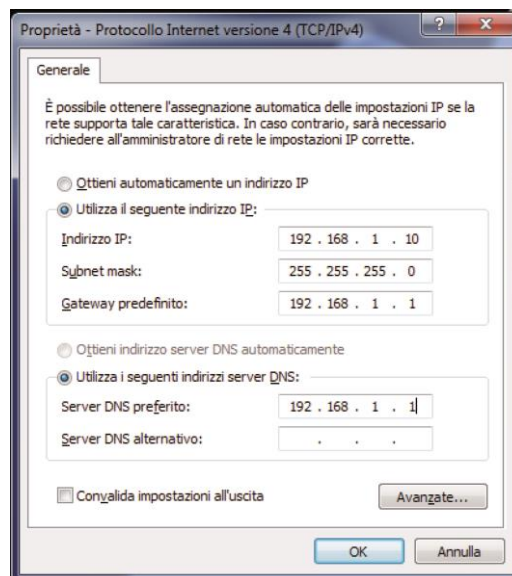 Proprietà - Protocollo Internet versione 4 (TCP/IPv4)
Generale
È possibile ottenere l'assegnazione automatica delle impostazioni IP se la
rete supporta tale caratteristica. In caso contrario, sarà necessario
richiedere all'amministratore di rete le impostazioni IP corrette.
Ottieni automaticamente un indirizzo IP
Utilizza il seguente indirizzo IP:
Indirizzo IP: 192 . 168 . 1 . 10
Subnet mask: 255 . 255 . 255 . 0
Gateway predefinito: 192 . 168 . 1 . 1
Ottieni indirizzo server DNS automaticamente
Utilizza i seguenti indirizzi server DNS:
Server DNS preferito: 192 . 168 . 1 . 1
Server DNS alternativo: . . .
Convalida impostazioni all'uscita
Avanzate...
OK Annulla